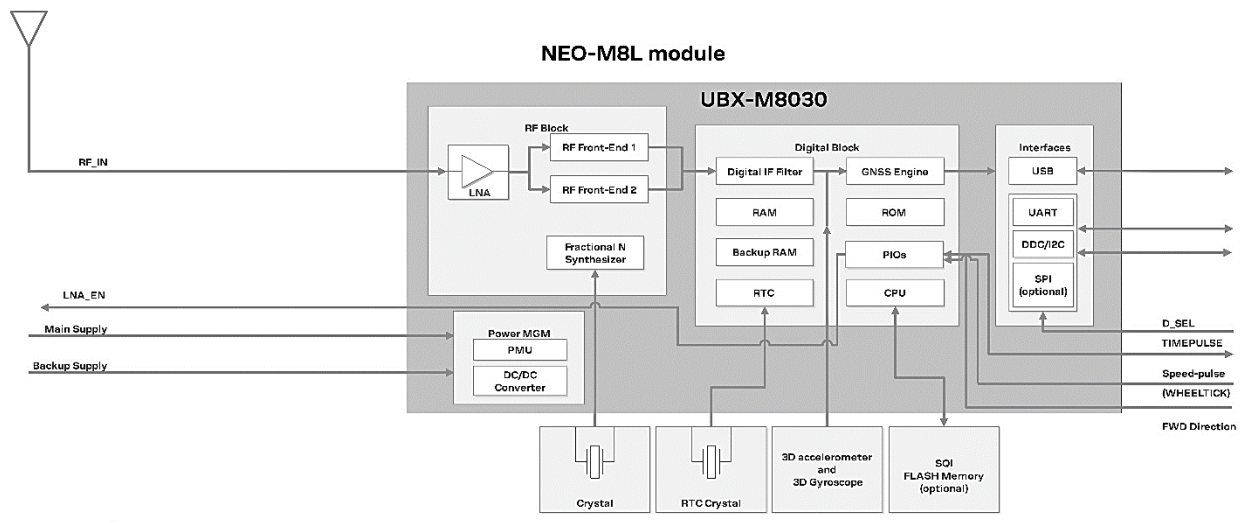 NEO-M8L module
UBX-M8030
RF Block
RF Front-End 1
RF Front-End 2
LNA
Fractional N
Synthesizer
Digital Block
Digital IF Filter
GNSS Engine
RAM
ROM
Backup RAM
PIOs
RTC
CPU
Interfaces
USB
UART
DDC/I2C
SPI
(optional)
RF_IN
LNA_EN
Main Supply
Backup Supply
Power MGM
PMU
DC/DC
Converter
D_SEL
TIMEPULSE
Speed-pulse
(WHEELTICK)
FWD Direction
Crystal
RTC Crystal
3D accelerometer
and
3D Gyroscope
SQI
FLASH Memory
(optional)